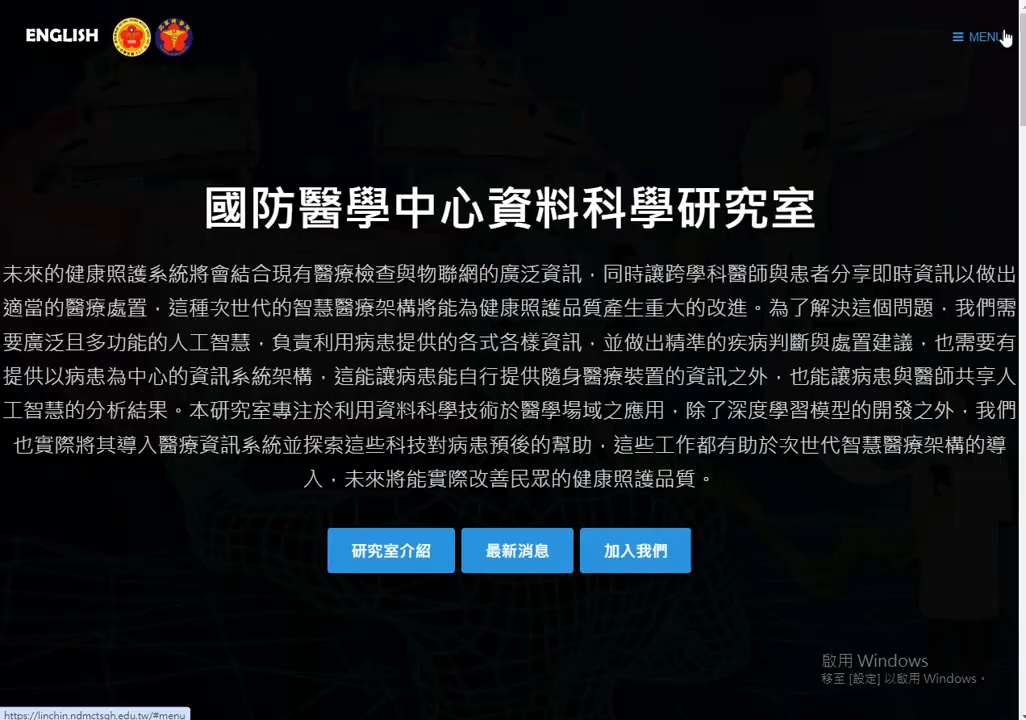 ENGLISH
MENU
國防醫學中心資料科學研究室
未來的健康照護系統將會結合現有醫療檢查與物聯網的廣泛資訊，同時讓跨學科醫師與患者分享即時資訊以做出
適當的醫療處置，這種次世代的智慧醫療架構將能為健康照護品質產生重大的改進。為了解決這個問題，我們需
要廣泛且多功能的人工智慧，負責利用病患提供的各式各樣資訊，並做出精準的疾病判斷與處置建議，也需要有
提供以病患為中心的資訊系統架構，這能讓病患能自行提供隨身醫療裝置的資訊之外，也能讓病患與醫師共享人
工智慧的分析結果。本研究室專注於利用資料科學技術於醫學場域之應用，除了深度學習模型的開發之外，我們
也實際將其導入醫療資訊系統並探索這些科技對病患預後的幫助，這些工作都有助於次世代智慧醫療架構的導
入，未來將能實際改善民眾的健康照護品質。
研究室介紹
最新消息
加入我們
啟用 Windows
移至 [設定] 以啟用 Windows。
https://linchin.ndmctsgh.edu.tw/#menu